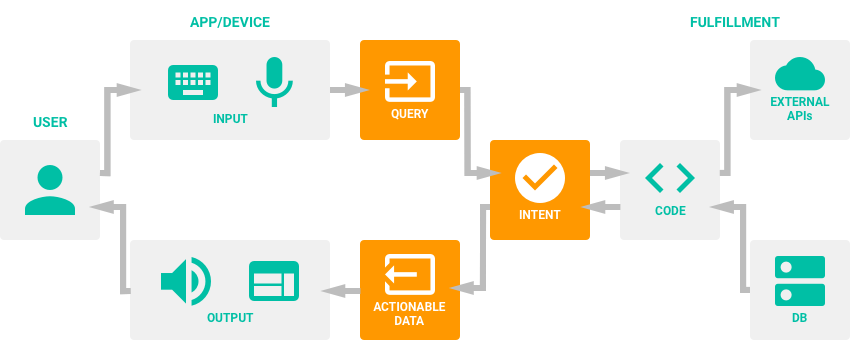 APP/DEVICE
FULFILLMENT
USER
INPUT
QUERY
EXTERNAL
APIs
INTENT
CODE
OUTPUT
ACTIONABLE
DATA
DB